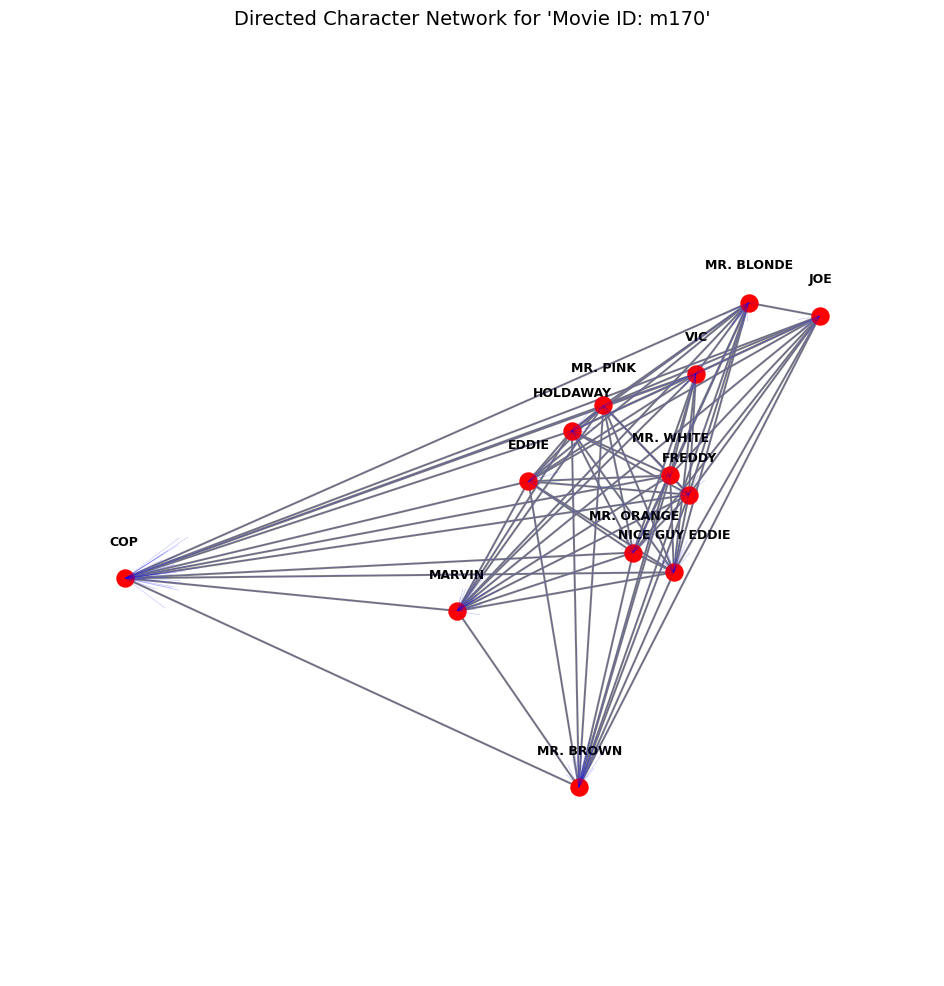 Directed Character Network for 'Movie ID: m170'
MR. BLONDE
JOE
VIC
MR. PINK
HOLDAWAY
MR. WHITE
EDDIE
FREDDY
MR. ORANGE
NICE GUY EDDIE
COP
MARVIN
MR. BROWN